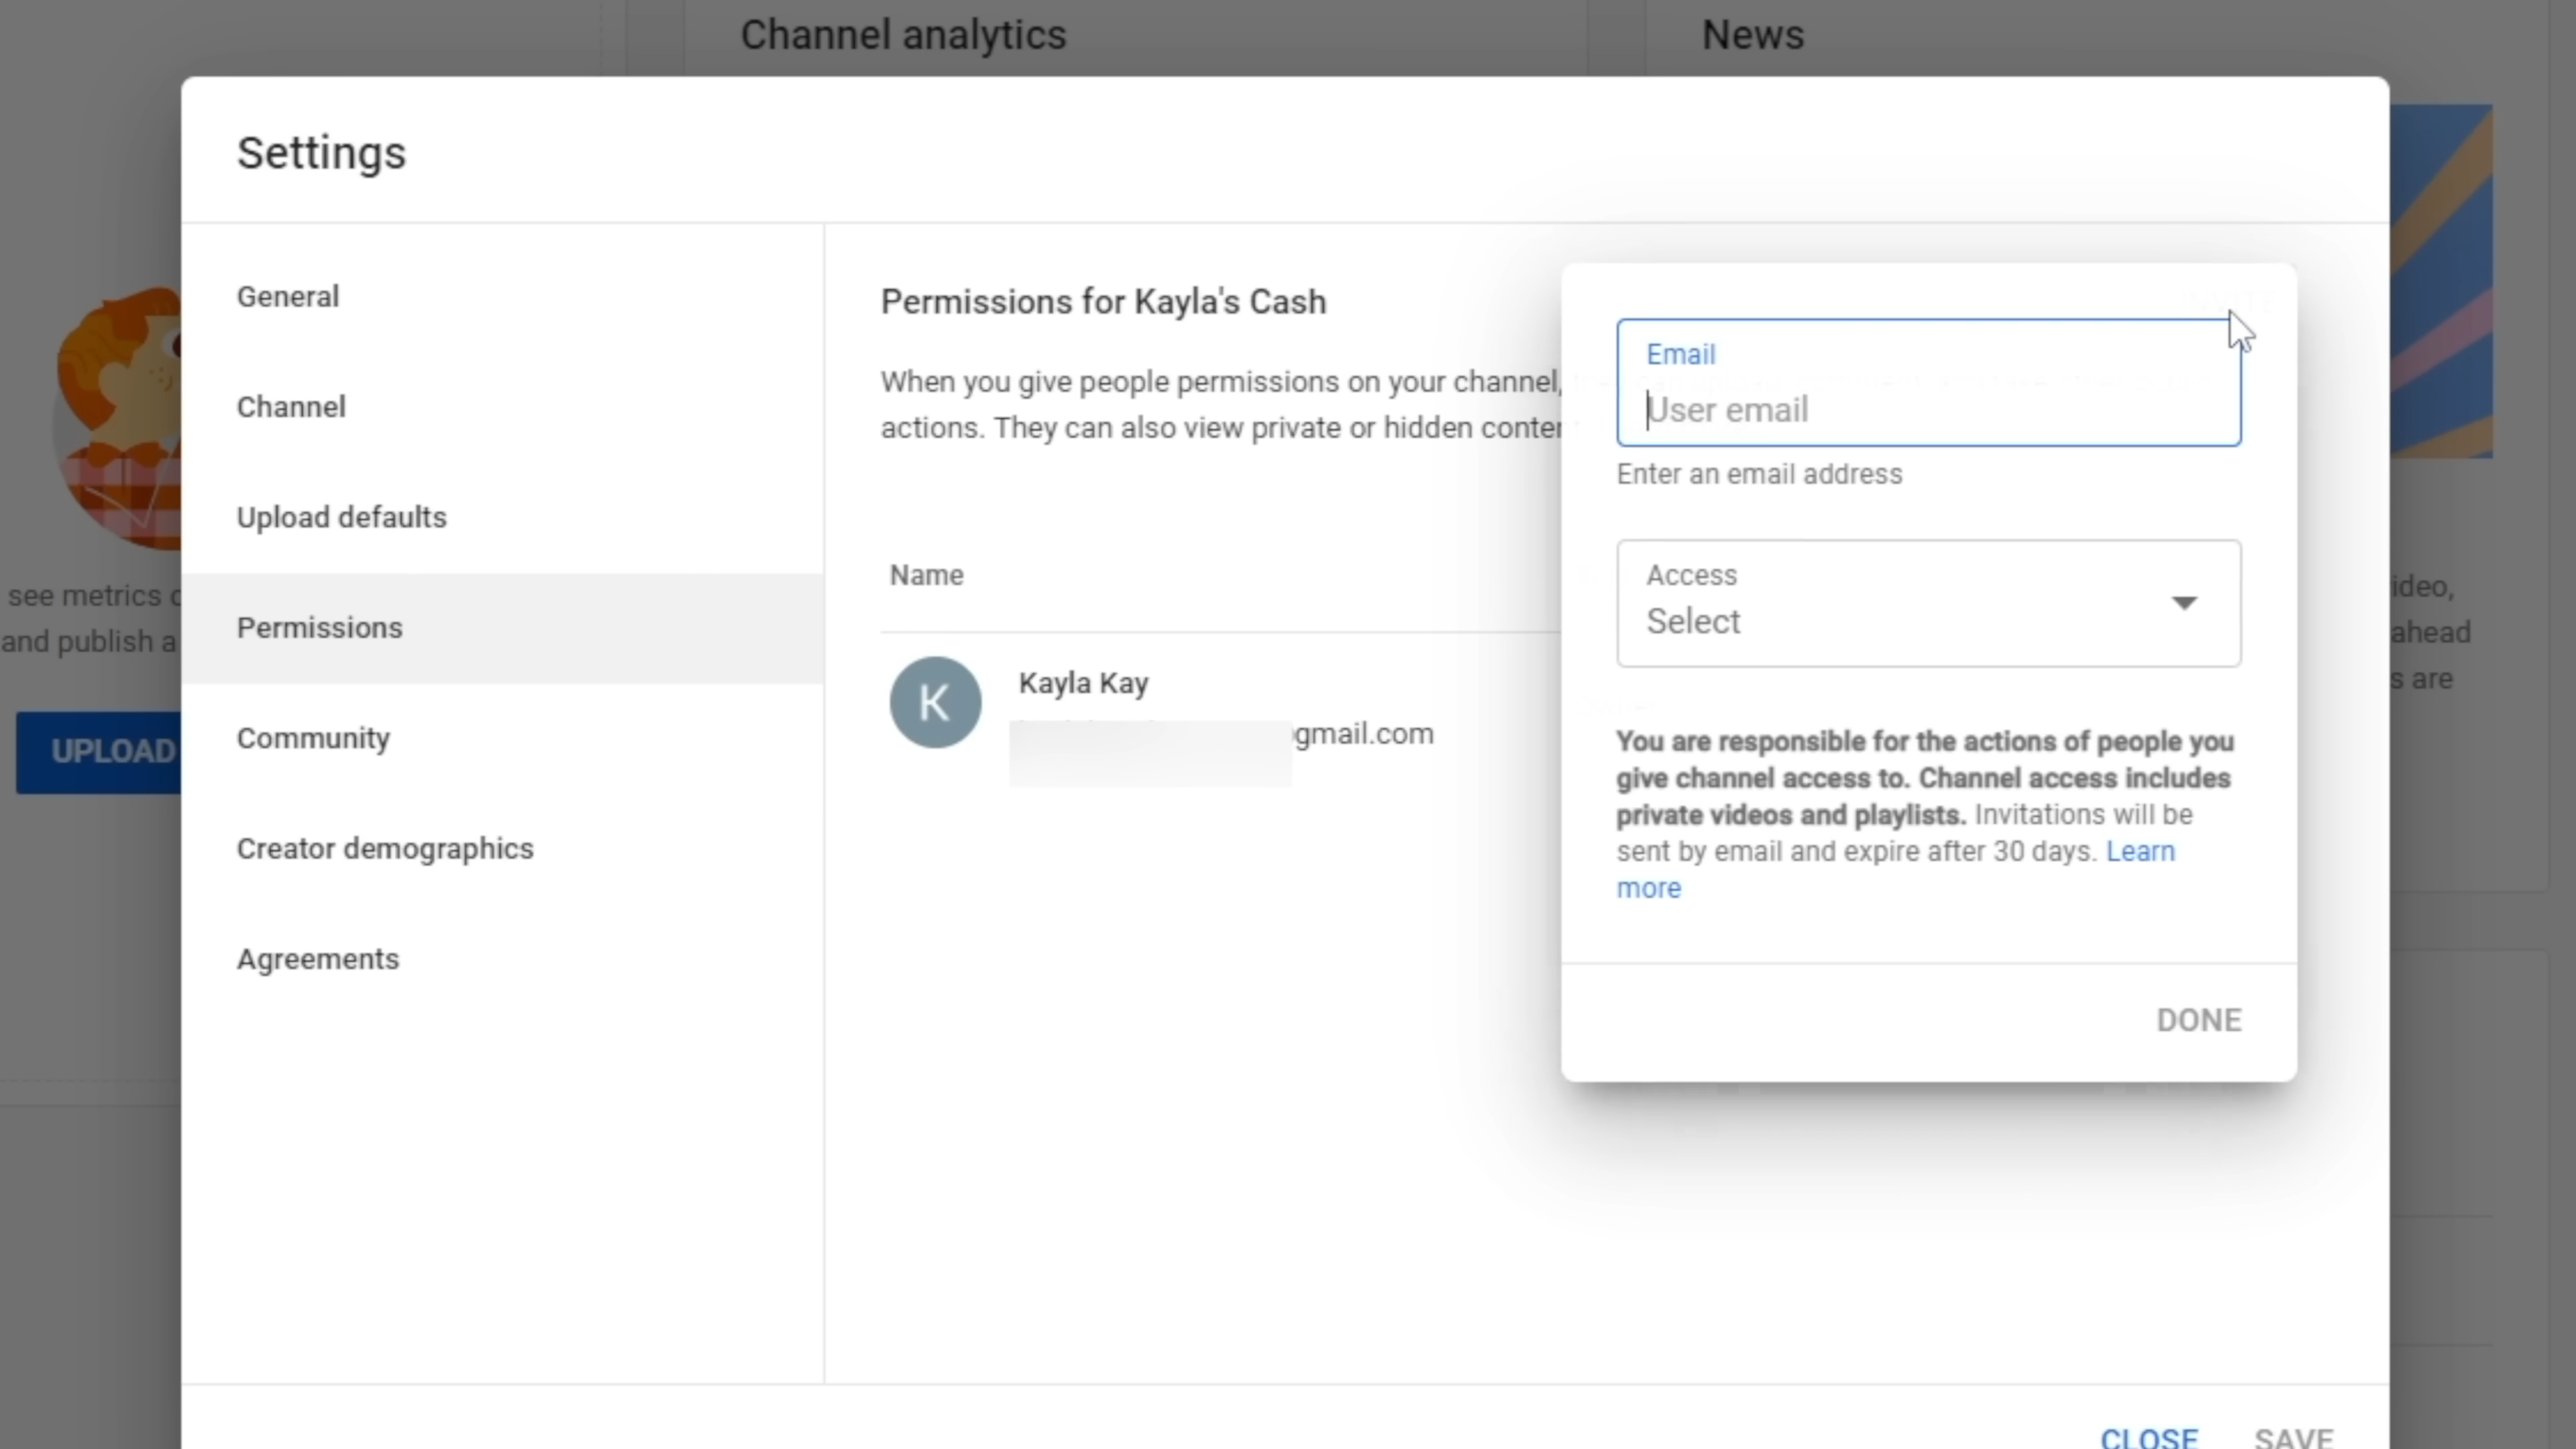 Channel analytics
News
Settings
General
Channel
Upload defaults
Permissions
Community
Creator demographics
Agreements
Permissions for Kayla's Cash
When you give people permissions on your channel,
actions. They can also view private or hidden
Name
K
Kayla Kay
gmail.com
Email
User email
Enter an email address
Access
Select
You are responsible for the actions of people you
give channel access to. Channel access includes
private videos and playlists. Invitations will be
sent by email and expire after 30 days. Learn
more
DONE
see metrics
and publish a
UPLOAD
ahead
s are
CLOSE SAVE